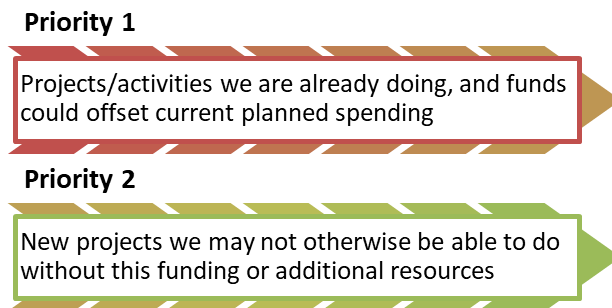 Priority 1
Projects/activities we are already doing, and funds
could offset current planned spending
Priority 2
New projects we may not otherwise be able to do
without this funding or additional resources